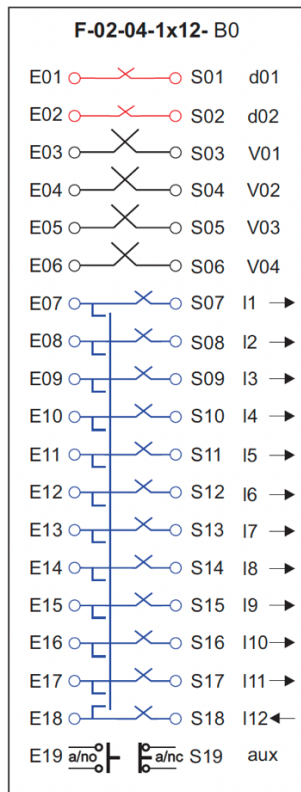 F-02-04-1x12- B0
E01 S01 d01
E02 S02 d02
E03 S03 V01
E04 S04 V02
E05 S05 V03
E06 S06 V04
E07 S07 I1
E08 S08 I2
E09 S09 I3
E10 S10 I4
E11 S11 I5
E12 S12 I6
E13 S13 I7
E14 S14 I8
E15 S15 I9
E16 S16 I10
E17 S17 I11
E18 S18 I12
E19 a/no a/nc S19 aux